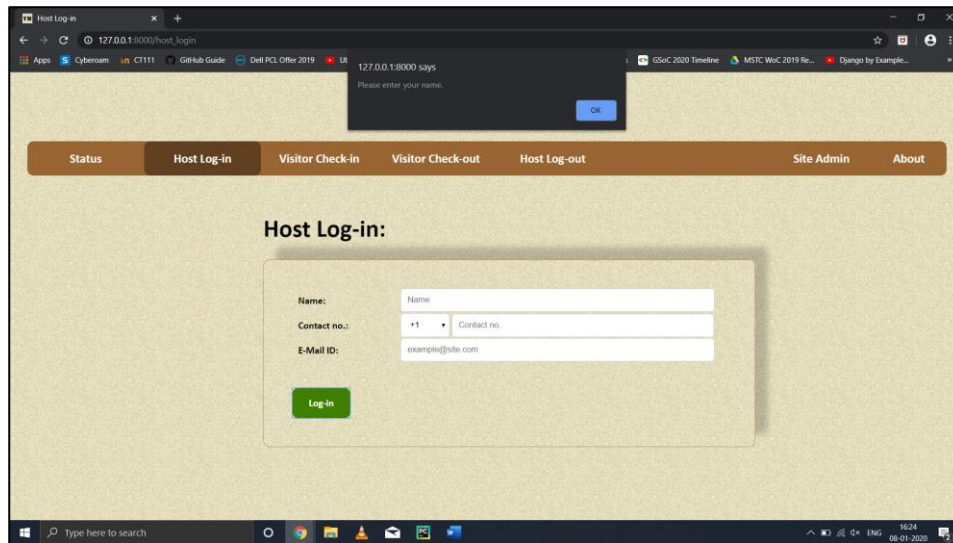 Host Log-in
127.0.0.1:8000/host_login
Apps Cyberoam CT111 GitHub Guide Dell PCL Offer 2019 GSoC 2020 Timeline MSTC WoC 2019 Re... Django by Example...
127.0.0.1:8000 says
Please enter your name.
OK
Status Host Log-in Visitor Check-in Visitor Check-out Host Log-out Site Admin About
Host Log-in:
Name: Name
Contact no.: +1 Contact no.
E-Mail ID: example@site.com
Log-in
Type here to search
ENG
16:24
08-01-2020